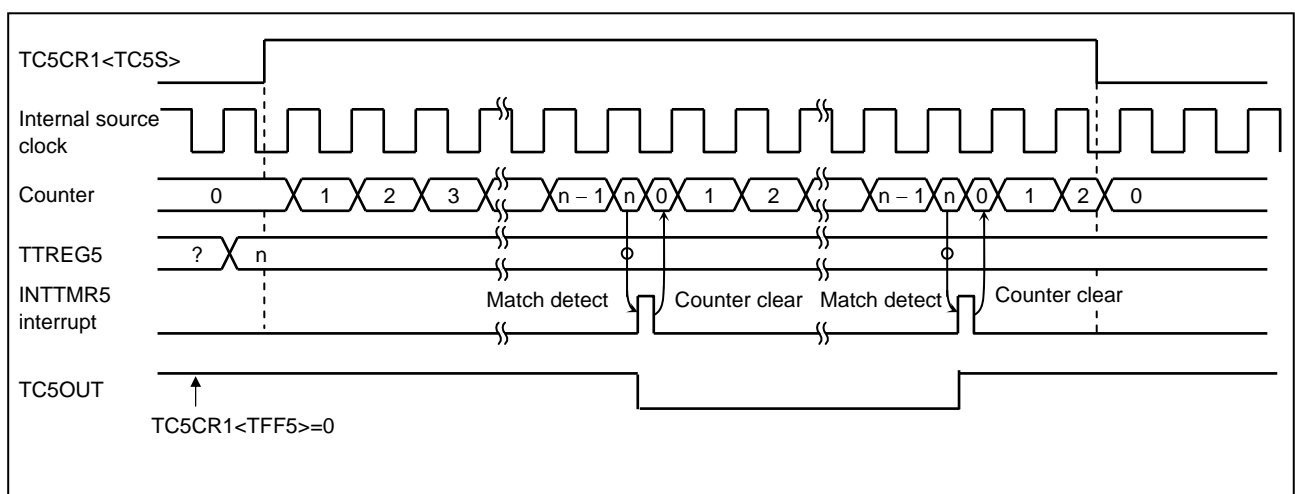 TC5CR1<TC5S>
Internal source
clock
Counter 0 1 2 3 n – 1 n 0 1 2 n – 1 n 0 1 2 0
TTREG5 ? n
INTTMR5
interrupt
Match detect Counter clear Match detect Counter clear
TC5OUT
TC5CR1<TFF5>=0